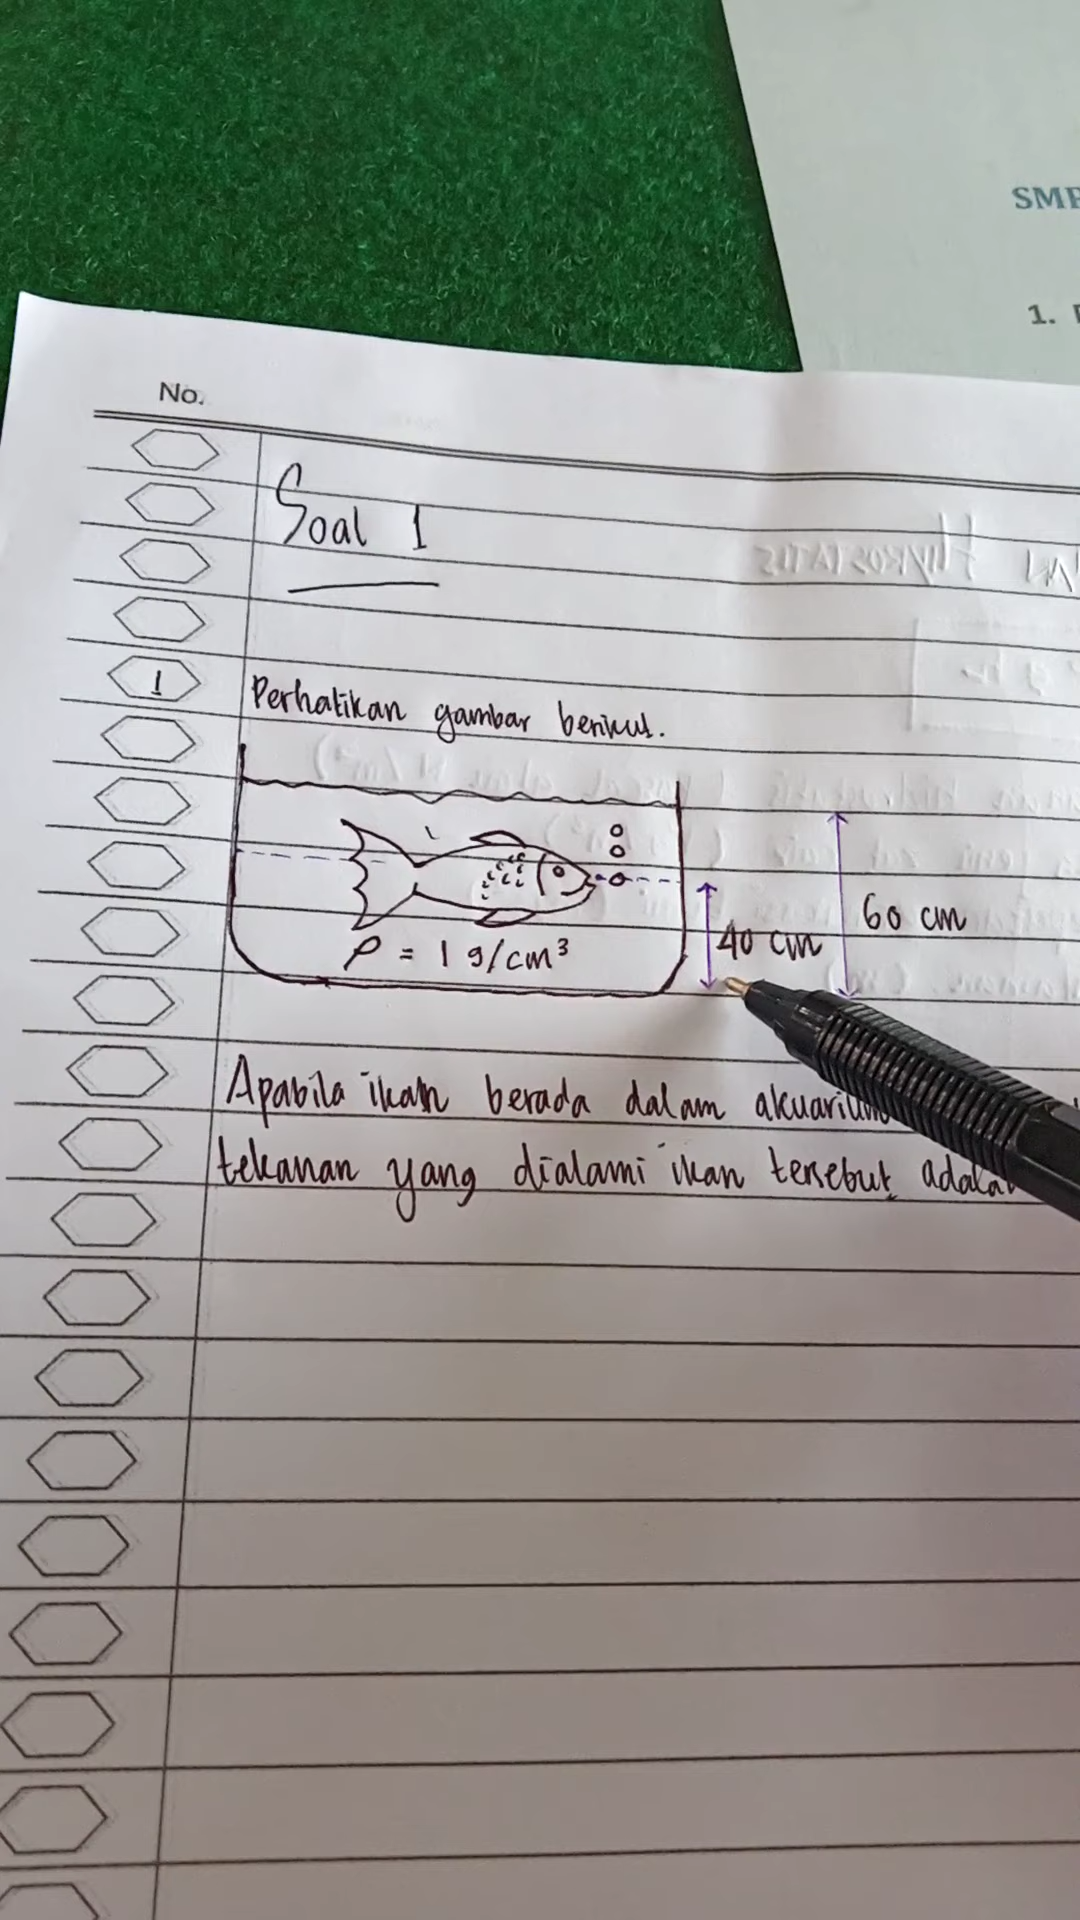 SMP
1.
No.
Soal 1
1 Perhatikan gambar berikut.
60 cm
40 cm
ρ = 1 g/cm³
Apabila ikan berada dalam akuarium
tekanan yang dialami ikan tersebut adalah